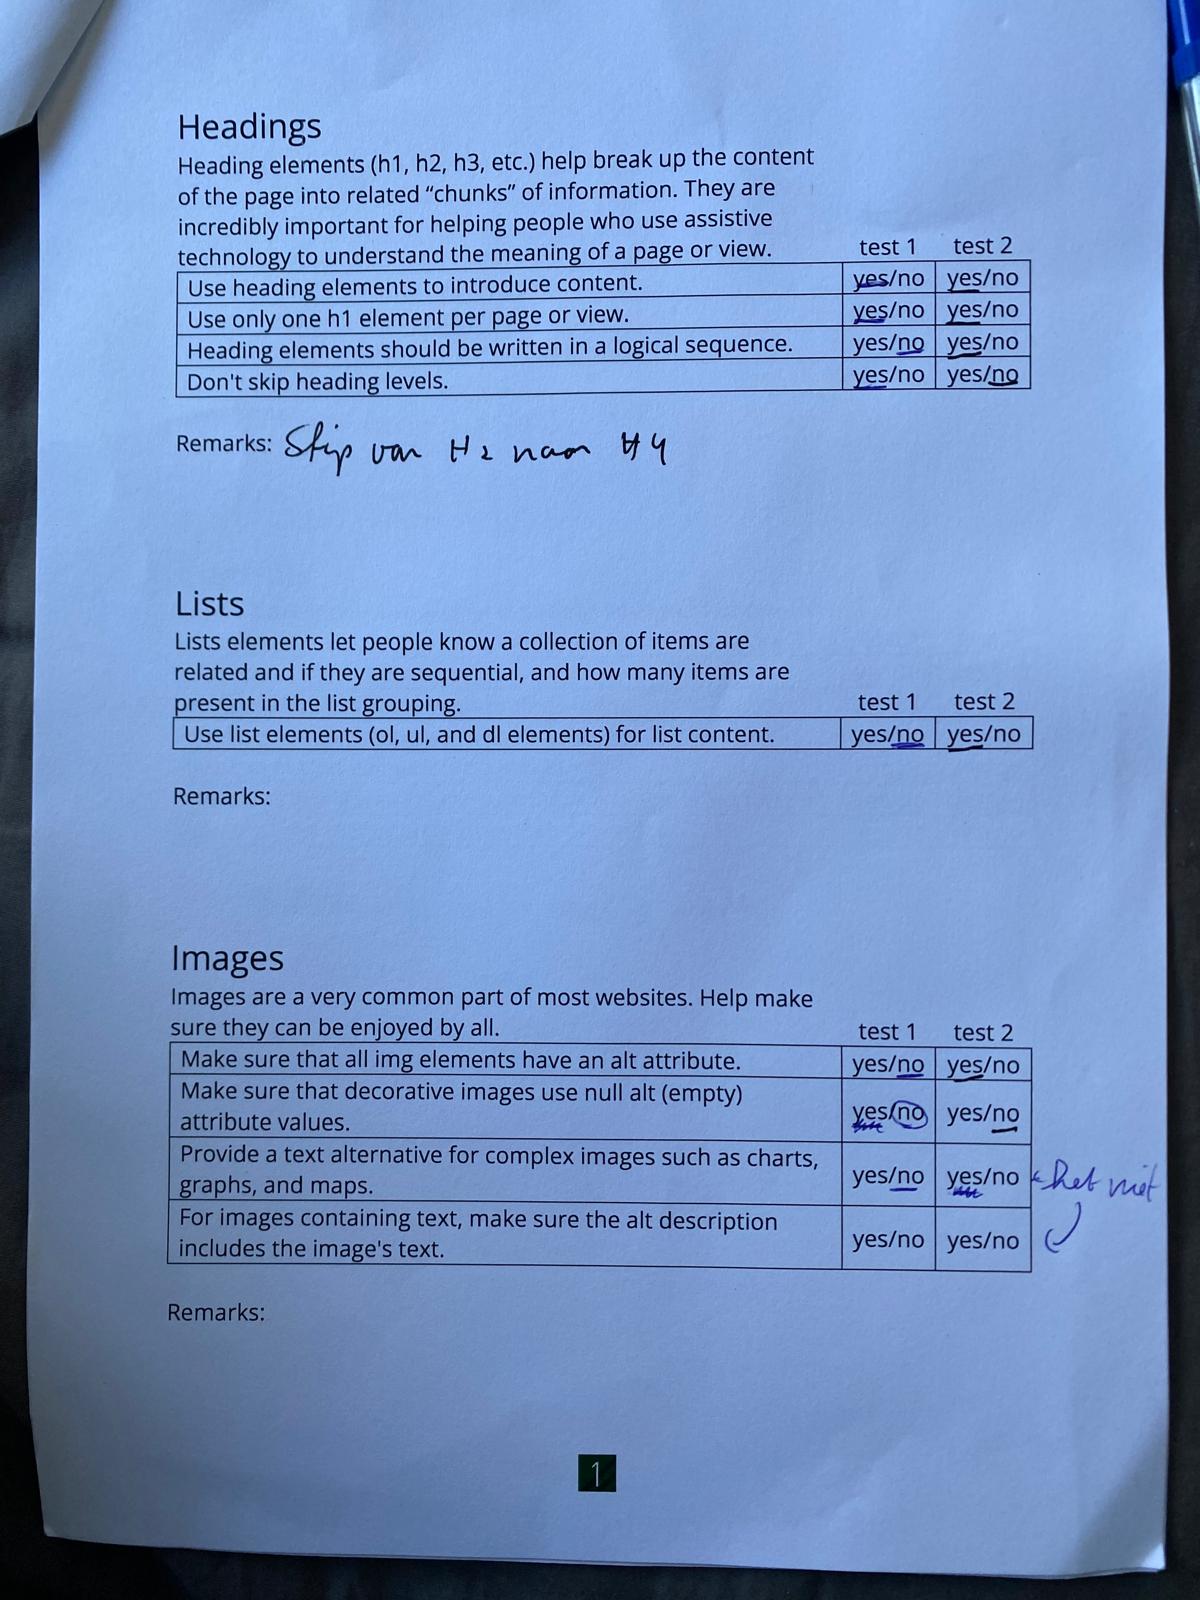 Headings
Heading elements (h1, h2, h3, etc.) help break up the content
of the page into related “chunks” of information. They are
incredibly important for helping people who use assistive
technology to understand the meaning of a page or view. test 1 test 2
Use heading elements to introduce content. yes/no yes/no
Use only one h1 element per page or view. yes/no yes/no
Heading elements should be written in a logical sequence. yes/no yes/no
Don't skip heading levels. yes/no yes/no
Remarks: Skip van H2 naar H4
Lists
Lists elements let people know a collection of items are
related and if they are sequential, and how many items are
present in the list grouping. test 1 test 2
Use list elements (ol, ul, and dl elements) for list content. yes/no yes/no
Remarks:
Images
Images are a very common part of most websites. Help make
sure they can be enjoyed by all. test 1 test 2
Make sure that all img elements have an alt attribute. yes/no yes/no
Make sure that decorative images use null alt (empty)
attribute values. yes/no yes/no
Provide a text alternative for complex images such as charts,
graphs, and maps. yes/no yes/no niet
For images containing text, make sure the alt description
includes the image's text. yes/no yes/no
Remarks:
1